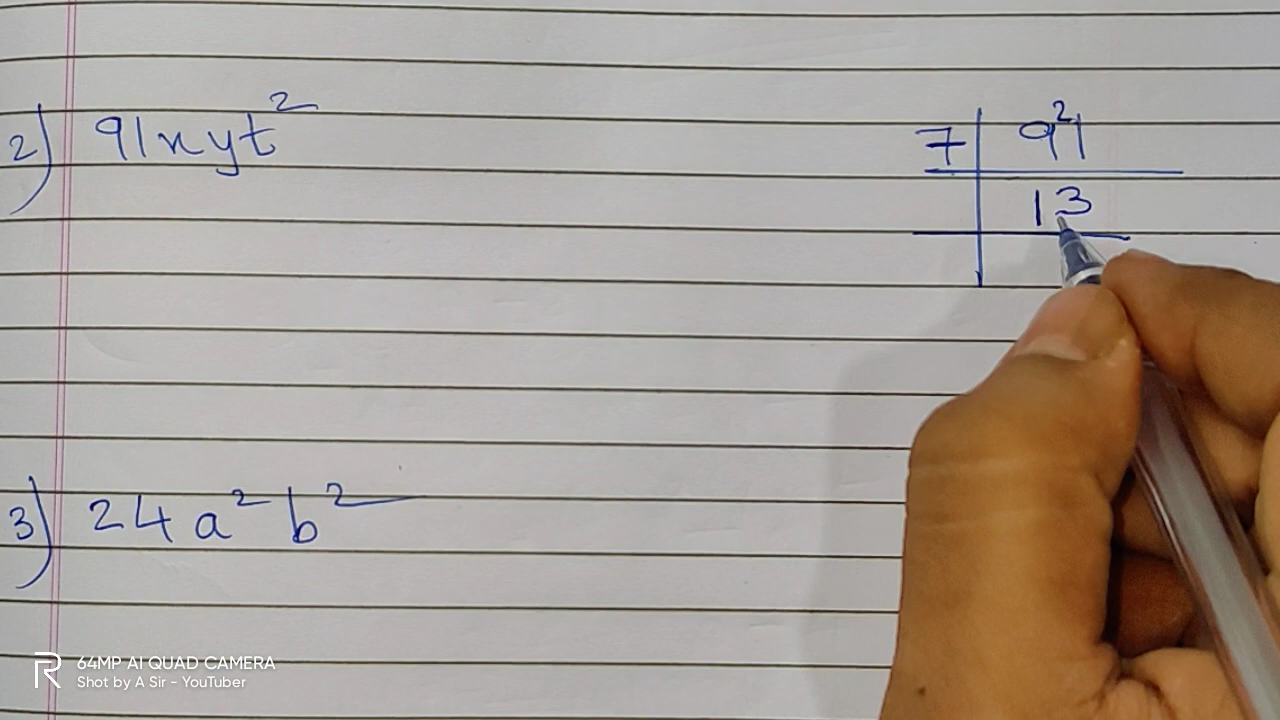 2) 91xyt²
7 | 9²1
13
3) 24a²b²
64MP AI QUAD CAMERA
Shot by A Sir - YouTuber